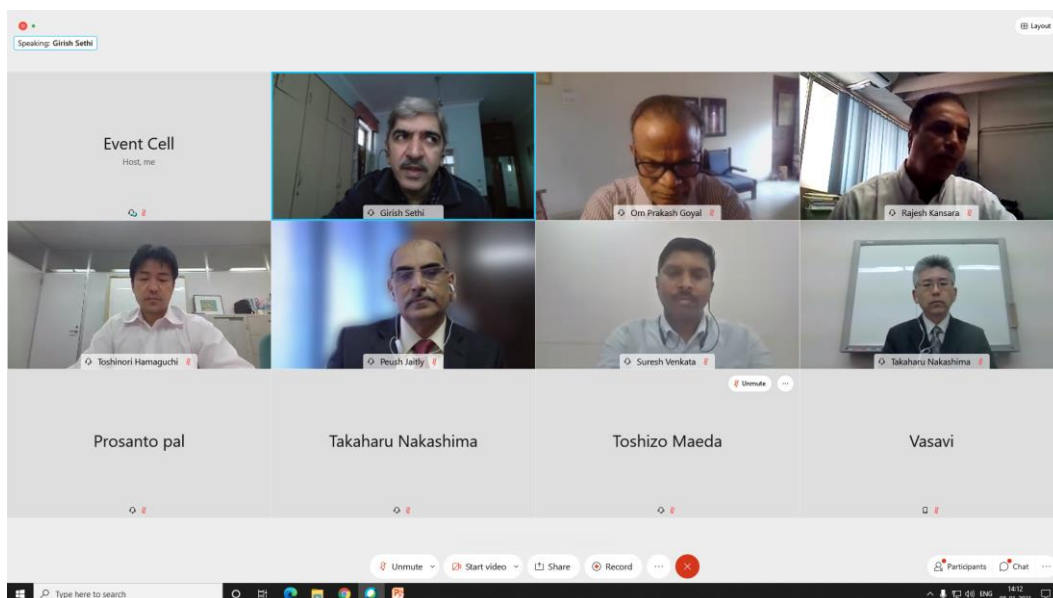 Layout
Speaking: Girish Sethi
Event Cell
Host, me
Girish Sethi
Om Prakash Goyal
Rajesh Kansara
Toshinori Hamaguchi
Peush Jaitly
Suresh Venkata
Takaharu Nakashima
Unmute
Prosanto pal
Takaharu Nakashima
Toshizo Maeda
Vasavi
Unmute
Start video
Share
Record
Participants
Chat
Type here to search
ENG
14:12